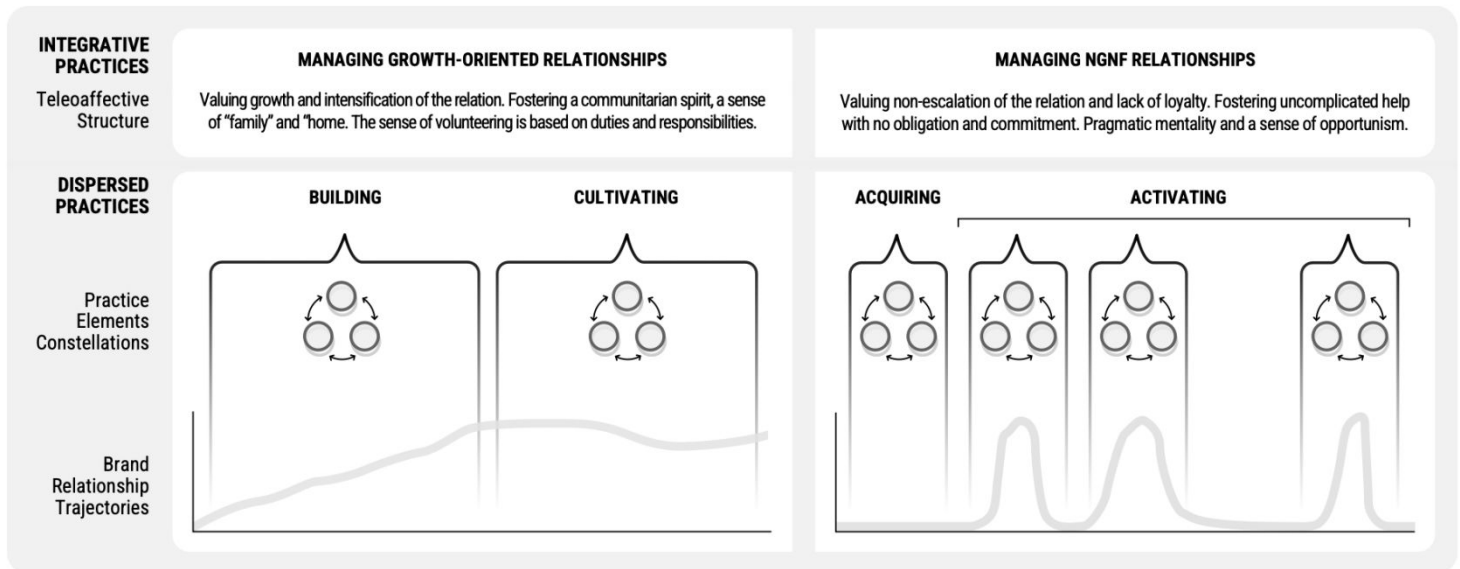 INTEGRATIVE
PRACTICES
Teleoaffective
Structure
MANAGING GROWTH-ORIENTED RELATIONSHIPS
Valuing growth and intensification of the relation. Fostering a communitarian spirit, a sense
of “family” and “home. The sense of volunteering is based on duties and responsibilities.
MANAGING NGNF RELATIONSHIPS
Valuing non-escalation of the relation and lack of loyalty. Fostering uncomplicated help
with no obligation and commitment. Pragmatic mentality and a sense of opportunism.
DISPERSED
PRACTICES
BUILDING
CULTIVATING
ACQUIRING
ACTIVATING
Practice
Elements
Constellations
Brand
Relationship
Trajectories